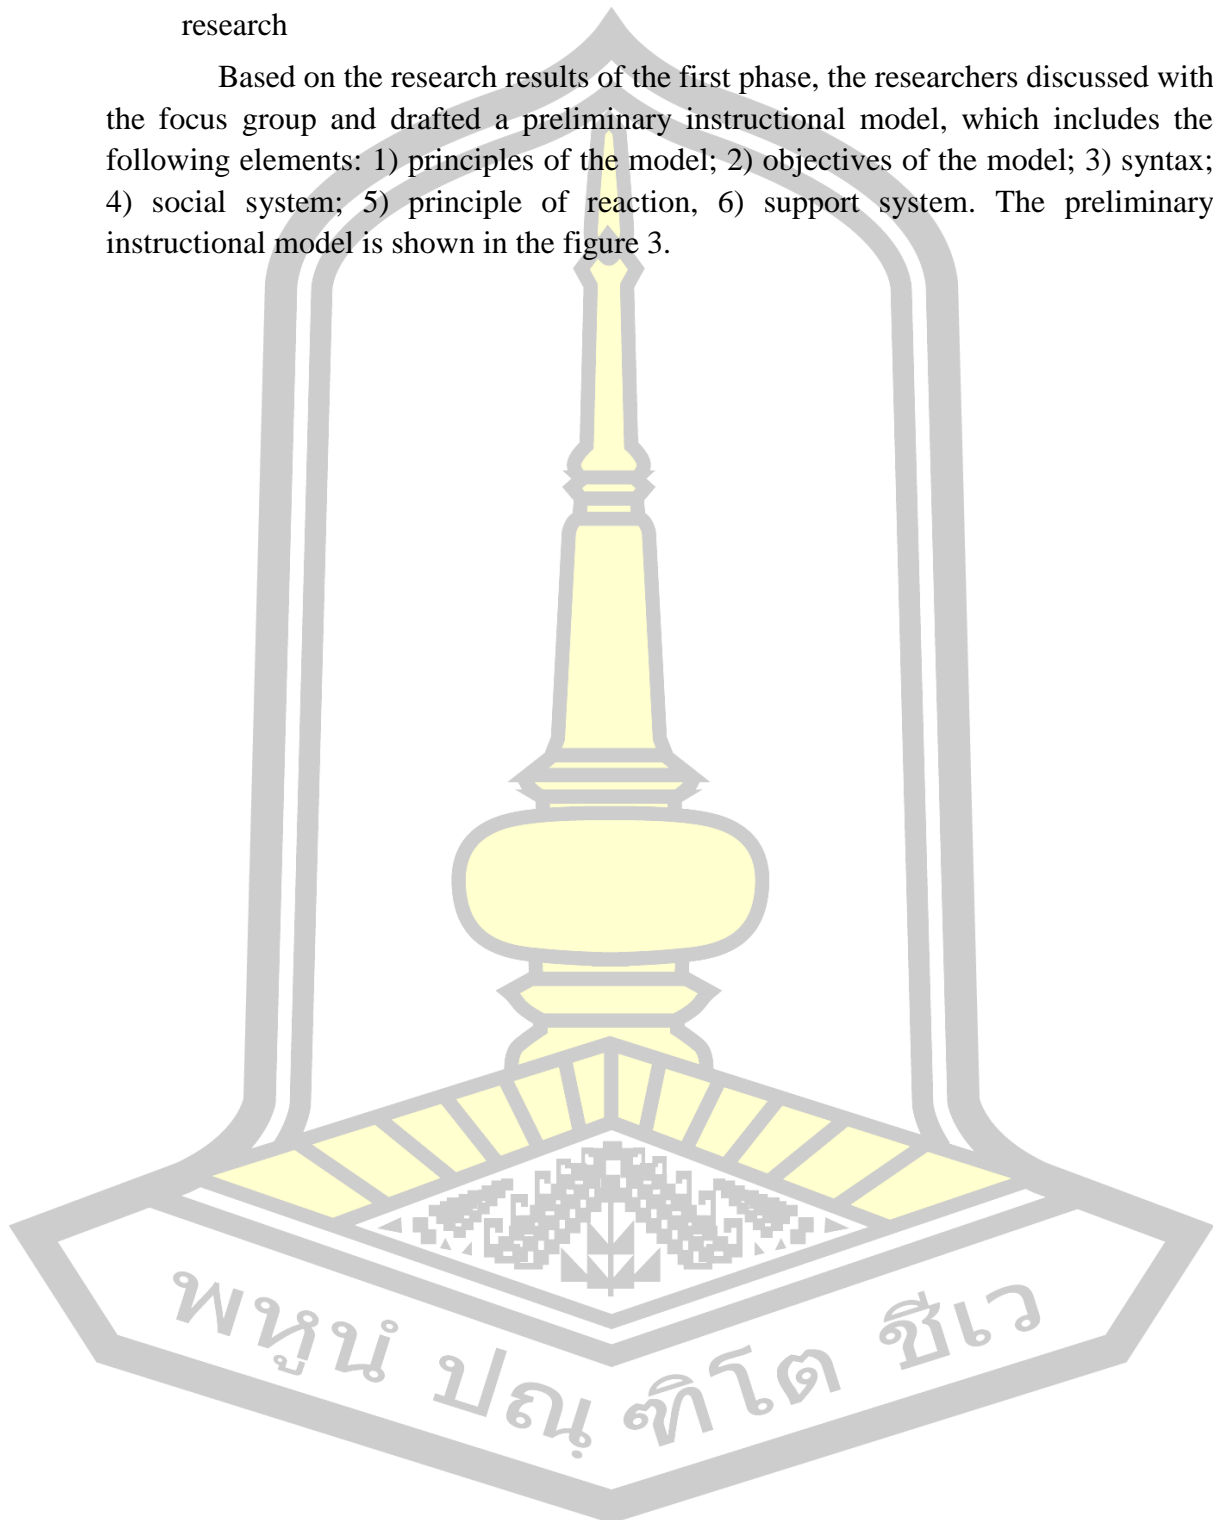 research
Based on the research results of the first phase, the researchers discussed with
the focus group and drafted a preliminary instructional model, which includes the
following elements: 1) principles of the model; 2) objectives of the model; 3) syntax;
4) social system; 5) principle of reaction, 6) support system. The preliminary
instructional model is shown in the figure 3.
พหูนํ ปณฺฑิโต ชีเว